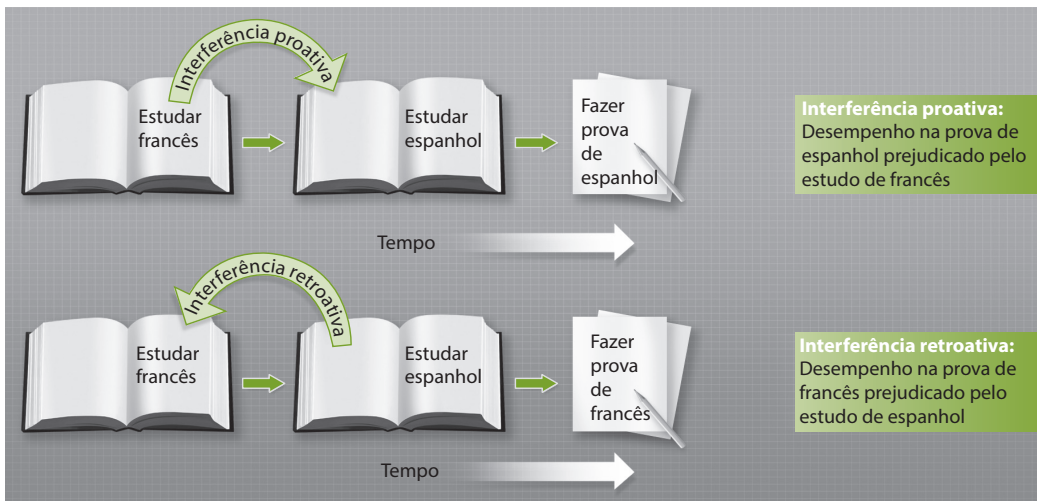 Interferência proativa
Estudar
francês
Estudar
espanhol
Fazer
prova
de
espanhol
Interferência proativa:
Desempenho na prova de
espanhol prejudicado pelo
estudo de francês
Tempo
Interferência retroativa
Estudar
francês
Estudar
espanhol
Fazer
prova
de
francês
Interferência retroativa:
Desempenho na prova de
francês prejudicado pelo
estudo de espanhol
Tempo